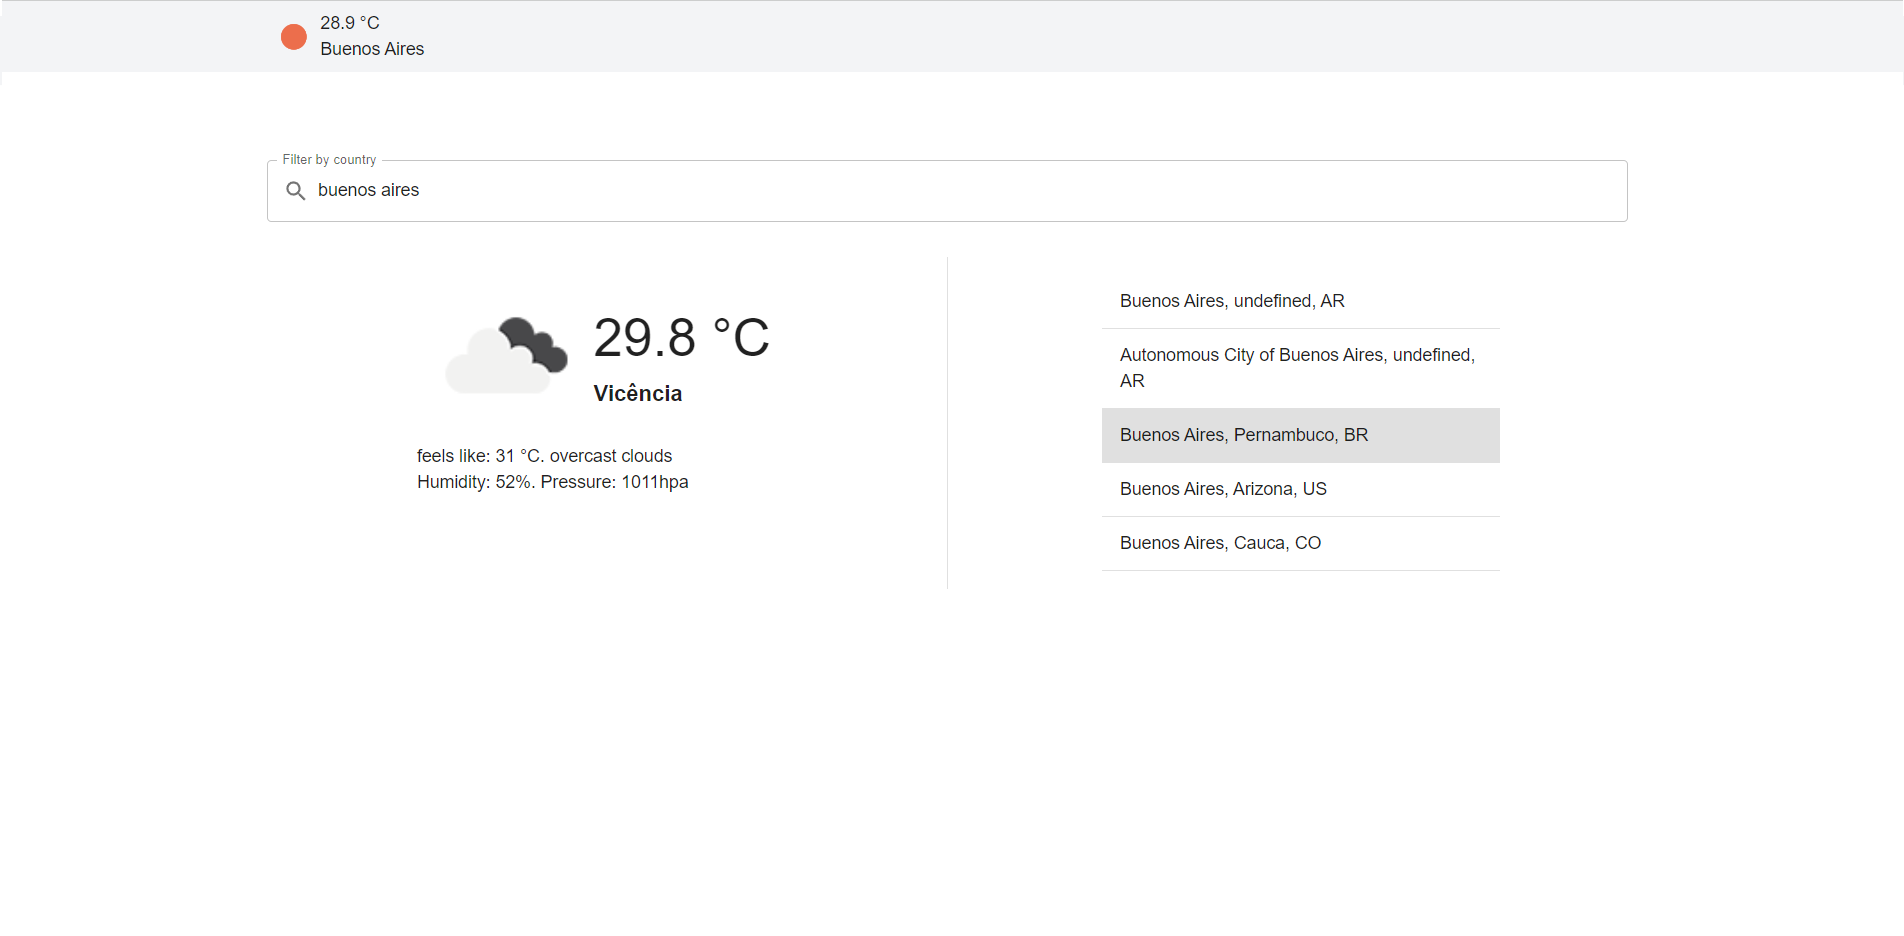 28.9 °C
Buenos Aires
Filter by country
buenos aires
29.8 °C
Vicência
feels like: 31 °C. overcast clouds
Humidity: 52%. Pressure: 1011hpa
Buenos Aires, undefined, AR
Autonomous City of Buenos Aires, undefined,
AR
Buenos Aires, Pernambuco, BR
Buenos Aires, Arizona, US
Buenos Aires, Cauca, CO